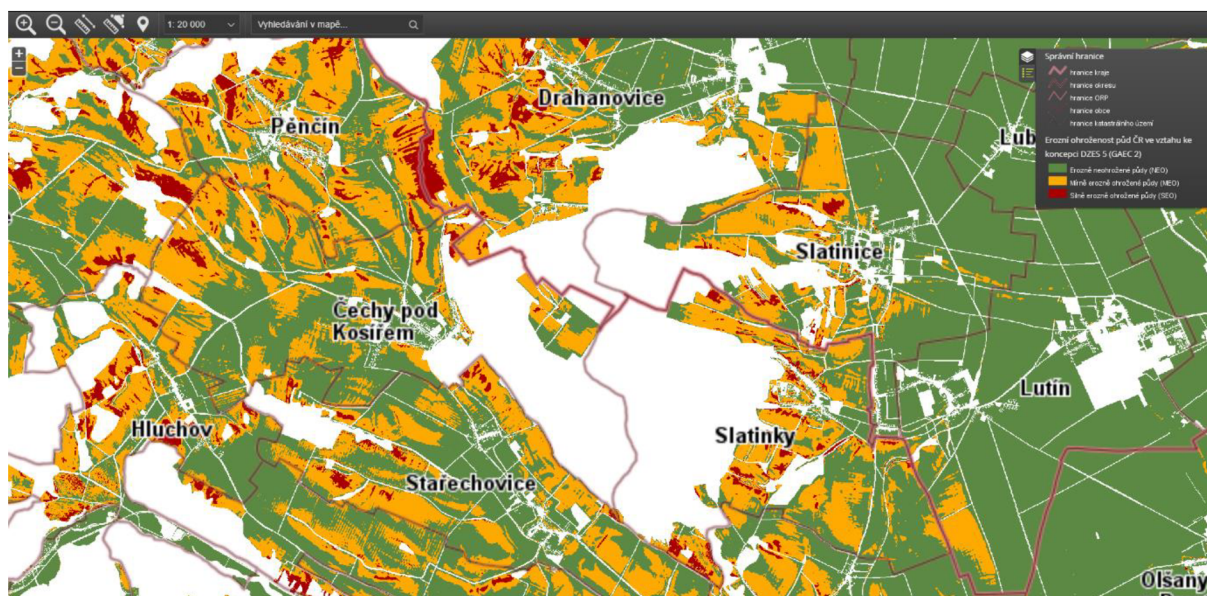 1: 20 000
Vyhledávání v mapě...
+
−
Správní hranice
hranice kraje
hranice okresu
hranice ORP
hranice obce
hranice katastrálního území
Erozní ohroženost půd ČR ve vztahu ke
koncepci DZES 5 (GAEC 2)
Erozně neohrožené půdy (NEO)
Mírně erozně ohrožené půdy (MEO)
Silně erozně ohrožené půdy (SEO)
Drahanovice
Pěnčín
Lub
Slatinice
Čechy pod
Kosířem
Lutín
Hluchov
Slatinky
Stařechovice
Olšany